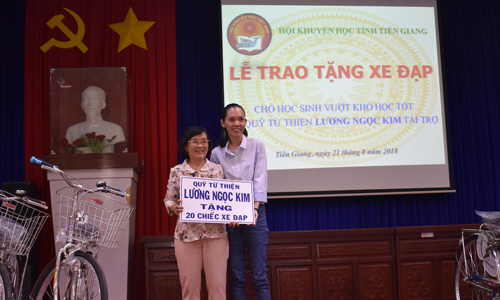 HỘI KHUYẾN HỌC TỈNH TIỀN GIANG
LỄ TRAO TẶNG XE ĐẠP
CHO HỌC SINH VƯỢT KHÓ HỌC TỐT
QUỸ TỪ THIỆN LƯƠNG NGỌC KIM TÀI TRỢ
Tiền Giang, ngày 21 tháng 8 năm 2018
QUỸ TỪ THIỆN
LƯƠNG NGỌC KIM
TẶNG
20 CHIẾC XE ĐẠP